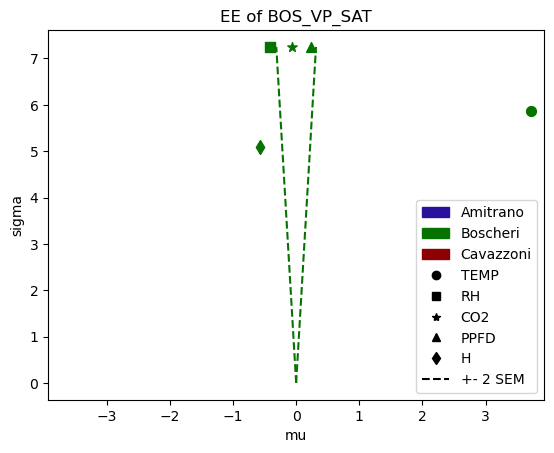 EE of BOS_VP_SAT
7
6
5
4
3
2
1
0
sigma
−3
−2
−1
0
1
2
3
mu
Amitrano
Boscheri
Cavazzoni
TEMP
RH
CO2
PPFD
H
+- 2 SEM